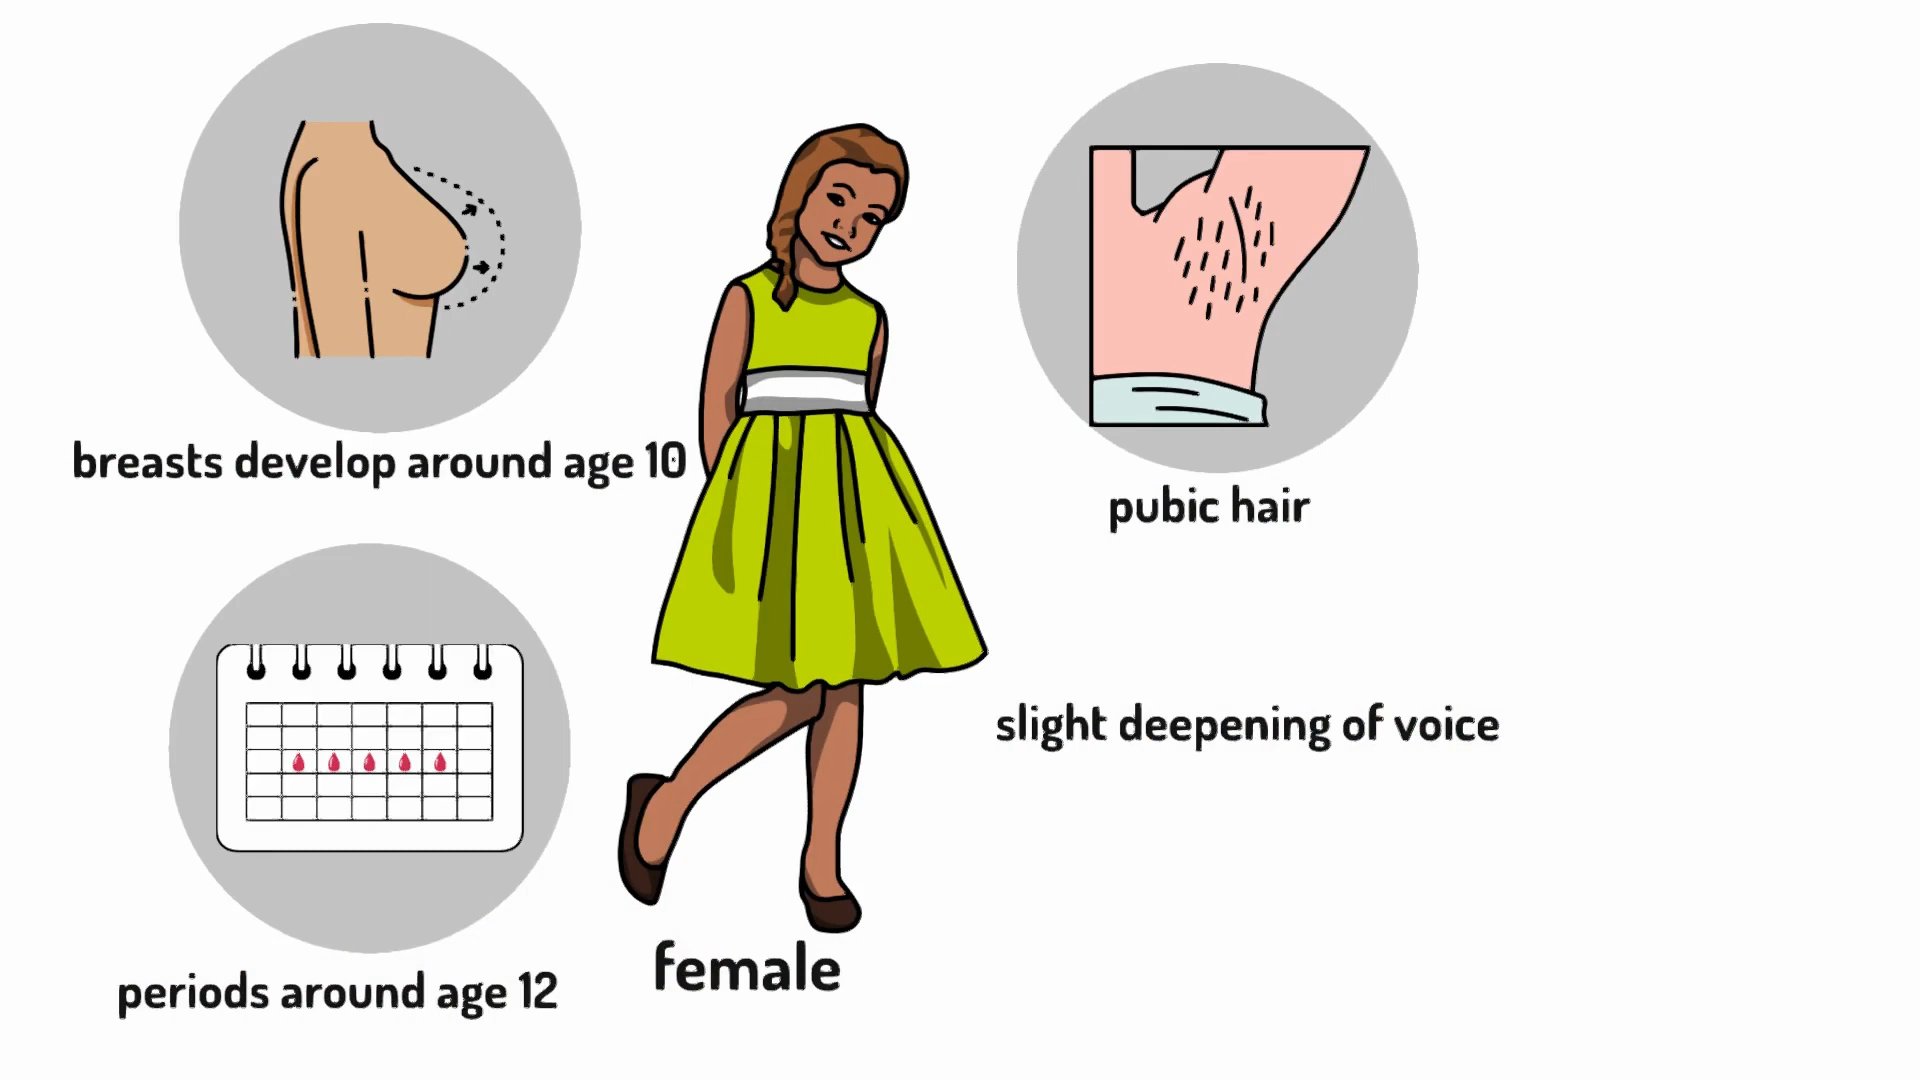 breasts develop around age 10
pubic hair
slight deepening of voice
periods around age 12
female